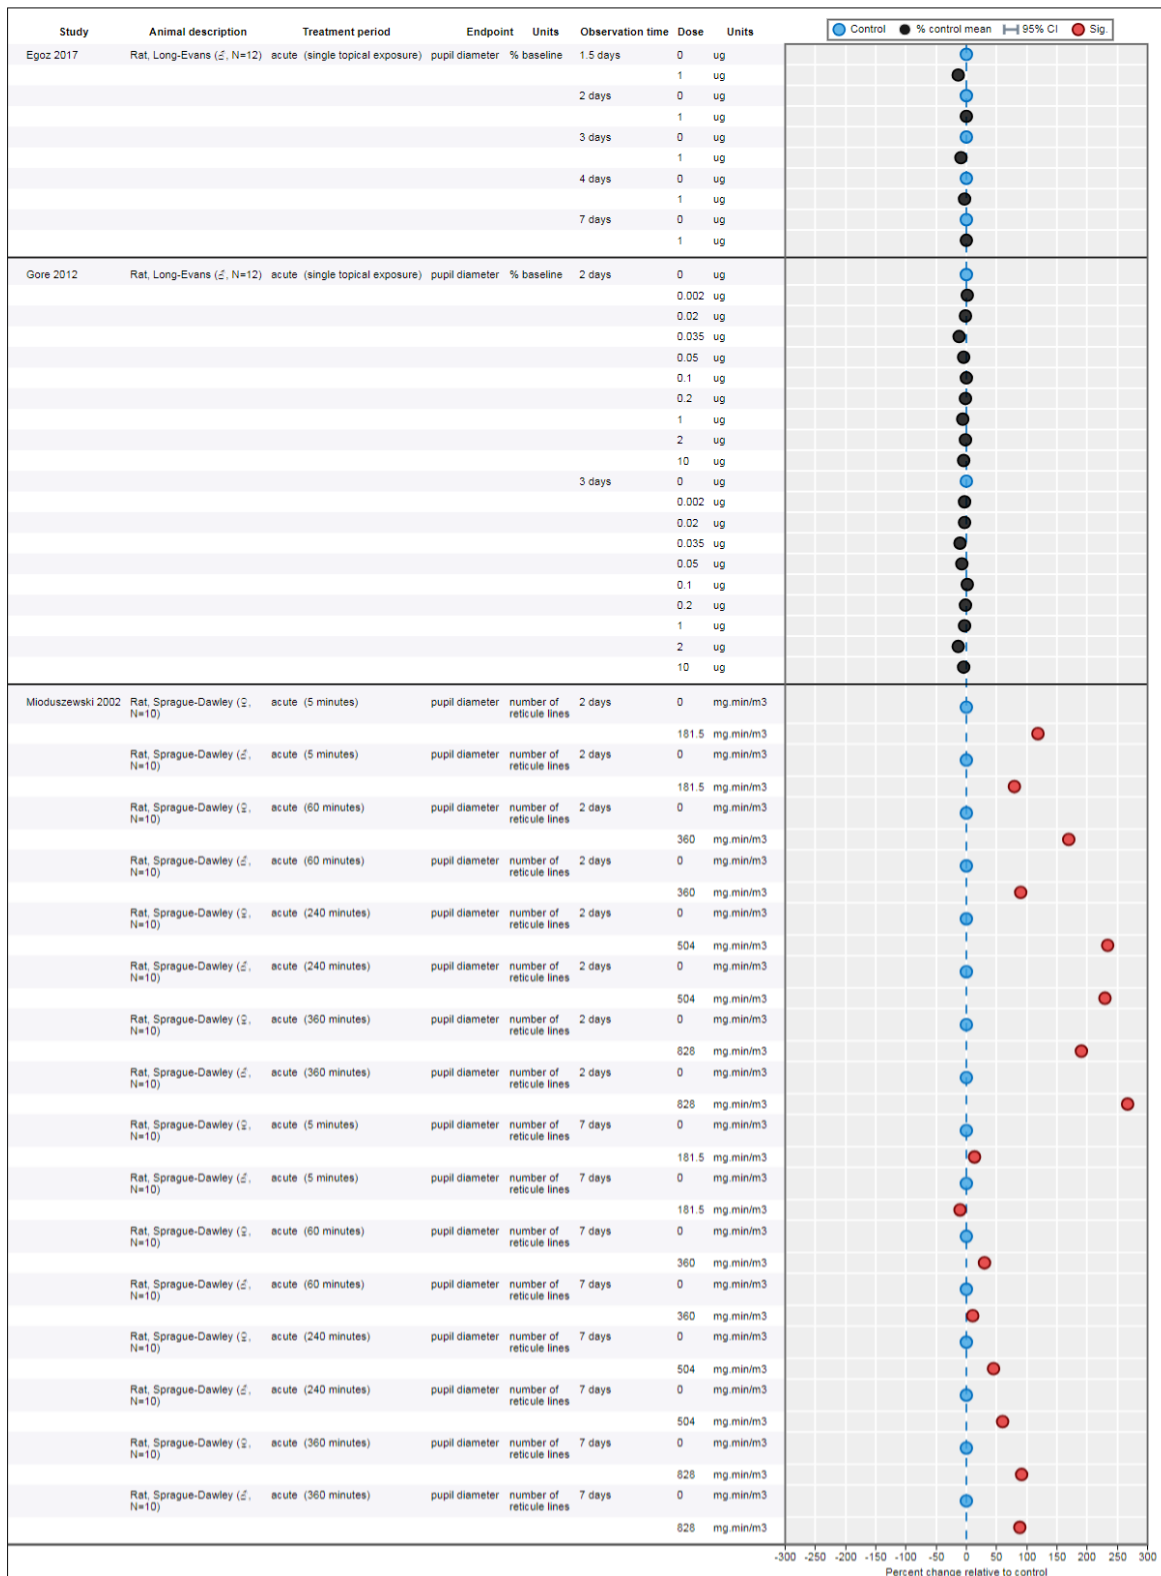 Study Animal description Treatment period Endpoint Units Observation time Dose Units
Control % control mean 95% CI Sig.
Egoz 2017 Rat, Long-Evans (♂, N=12) acute (single topical exposure) pupil diameter % baseline 1.5 days 0 ug
1 ug
2 days 0 ug
1 ug
3 days 0 ug
1 ug
4 days 0 ug
1 ug
7 days 0 ug
1 ug
Gore 2012 Rat, Long-Evans (♂, N=12) acute (single topical exposure) pupil diameter % baseline 2 days 0 ug
0.002 ug
0.02 ug
0.035 ug
0.05 ug
0.1 ug
0.2 ug
1 ug
2 ug
10 ug
3 days 0 ug
0.002 ug
0.02 ug
0.035 ug
0.05 ug
0.1 ug
0.2 ug
1 ug
2 ug
10 ug
Mioduszewski 2002 Rat, Sprague-Dawley (♀, acute (5 minutes) pupil diameter number of 2 days 0 mg.min/m3
N=10) reticule lines
181.5 mg.min/m3
Rat, Sprague-Dawley (♂, acute (5 minutes) pupil diameter number of 2 days 0 mg.min/m3
N=10) reticule lines
181.5 mg.min/m3
Rat, Sprague-Dawley (♀, acute (60 minutes) pupil diameter number of 2 days 0 mg.min/m3
N=10) reticule lines
360 mg.min/m3
Rat, Sprague-Dawley (♂, acute (60 minutes) pupil diameter number of 2 days 0 mg.min/m3
N=10) reticule lines
360 mg.min/m3
Rat, Sprague-Dawley (♀, acute (240 minutes) pupil diameter number of 2 days 0 mg.min/m3
N=10) reticule lines
504 mg.min/m3
Rat, Sprague-Dawley (♂, acute (240 minutes) pupil diameter number of 2 days 0 mg.min/m3
N=10) reticule lines
504 mg.min/m3
Rat, Sprague-Dawley (♀, acute (360 minutes) pupil diameter number of 2 days 0 mg.min/m3
N=10) reticule lines
828 mg.min/m3
Rat, Sprague-Dawley (♂, acute (360 minutes) pupil diameter number of 2 days 0 mg.min/m3
N=10) reticule lines
828 mg.min/m3
Rat, Sprague-Dawley (♀, acute (5 minutes) pupil diameter number of 7 days 0 mg.min/m3
N=10) reticule lines
181.5 mg.min/m3
Rat, Sprague-Dawley (♂, acute (5 minutes) pupil diameter number of 7 days 0 mg.min/m3
N=10) reticule lines
181.5 mg.min/m3
Rat, Sprague-Dawley (♀, acute (60 minutes) pupil diameter number of 7 days 0 mg.min/m3
N=10) reticule lines
360 mg.min/m3
Rat, Sprague-Dawley (♂, acute (60 minutes) pupil diameter number of 7 days 0 mg.min/m3
N=10) reticule lines
360 mg.min/m3
Rat, Sprague-Dawley (♀, acute (240 minutes) pupil diameter number of 7 days 0 mg.min/m3
N=10) reticule lines
504 mg.min/m3
Rat, Sprague-Dawley (♂, acute (240 minutes) pupil diameter number of 7 days 0 mg.min/m3
N=10) reticule lines
504 mg.min/m3
Rat, Sprague-Dawley (♀, acute (360 minutes) pupil diameter number of 7 days 0 mg.min/m3
N=10) reticule lines
828 mg.min/m3
Rat, Sprague-Dawley (♂, acute (360 minutes) pupil diameter number of 7 days 0 mg.min/m3
N=10) reticule lines
828 mg.min/m3
-300 -250 -200 -150 -100 -50 0 50 100 150 200 250 300
Percent change relative to control